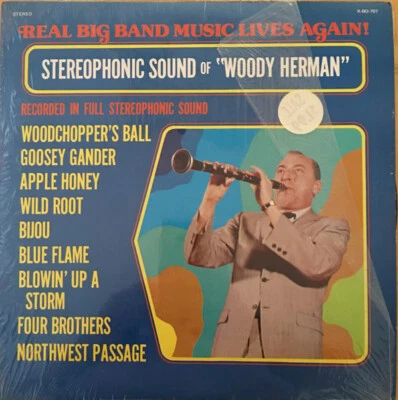 STEREO
REAL BIG BAND MUSIC LIVES AGAIN!
STEREOPHONIC SOUND OF "WOODY HERMAN"
RECORDED IN FULL STEREOPHONIC SOUND
WOODCHOPPER'S BALL
GOOSEY GANDER
APPLE HONEY
WILD ROOT
BIJOU
BLUE FLAME
BLOWIN' UP A
STORM
FOUR BROTHERS
NORTHWEST PASSAGE